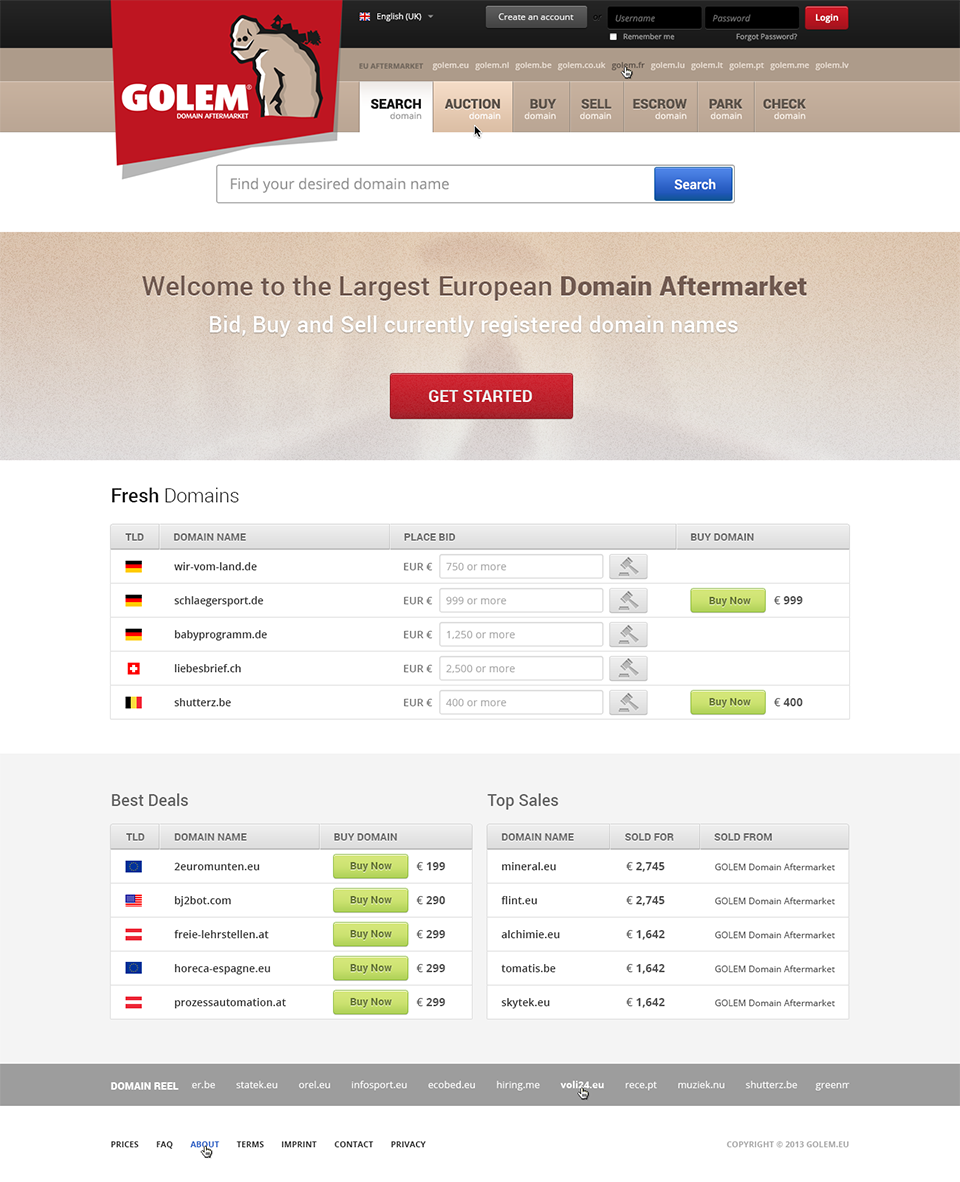 English (UK)
Create an account or Username Password Login
Remember me Forgot Password?
EU AFTERMARKET golem.eu golem.nl golem.be golem.co.uk golem.fr golem.lu golem.lt golem.pt golem.me golem.lv
GOLEM®
DOMAIN AFTERMARKET
SEARCH AUCTION BUY SELL ESCROW PARK CHECK
domain domain domain domain domain domain domain
Find your desired domain name Search
Welcome to the Largest European Domain Aftermarket
Bid, Buy and Sell currently registered domain names
GET STARTED
Fresh Domains
TLD DOMAIN NAME PLACE BID BUY DOMAIN
wir-vom-land.de EUR € 750 or more
schlaegersport.de EUR € 999 or more Buy Now € 999
babyprogramm.de EUR € 1,250 or more
liebesbrief.ch EUR € 2,500 or more
shutterz.be EUR € 400 or more Buy Now € 400
Best Deals
TLD DOMAIN NAME BUY DOMAIN
2euromunten.eu Buy Now € 199
bj2bot.com Buy Now € 290
freie-lehrstellen.at Buy Now € 299
horeca-espagne.eu Buy Now € 299
prozessautomation.at Buy Now € 299
Top Sales
DOMAIN NAME SOLD FOR SOLD FROM
mineral.eu € 2,745 GOLEM Domain Aftermarket
flint.eu € 2,745 GOLEM Domain Aftermarket
alchimie.eu € 1,642 GOLEM Domain Aftermarket
tomatis.be € 1,642 GOLEM Domain Aftermarket
skytek.eu € 1,642 GOLEM Domain Aftermarket
DOMAIN REEL er.be statek.eu orel.eu infosport.eu ecobed.eu hiring.me voli24.eu rece.pt muziek.nu shutterz.be greenm
PRICES FAQ ABOUT TERMS IMPRINT CONTACT PRIVACY COPYRIGHT © 2013 GOLEM.EU